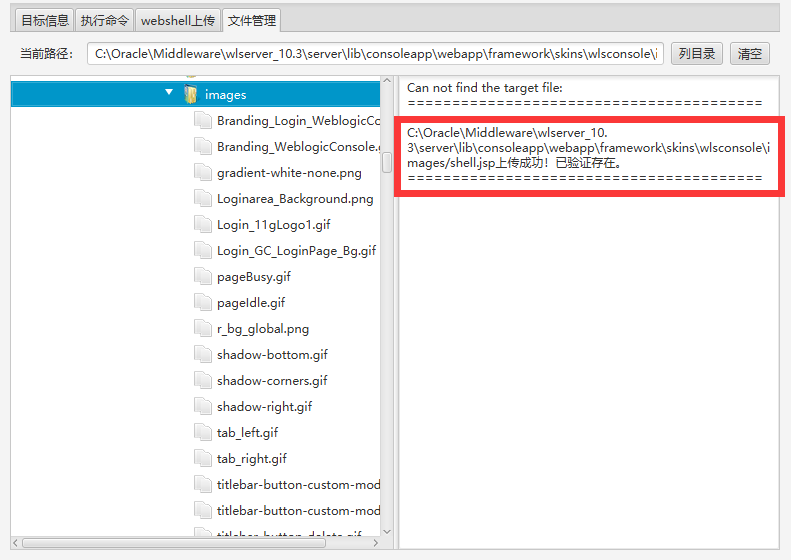 目标信息 执行命令 webshell上传 文件管理
当前路径： C:\Oracle\Middleware\wlserver_10.3\server\lib\consoleapp\webapp\framework\skins\wlsconsole\i 列目录 清空
images
Branding_Login_WeblogicCo
Branding_WeblogicConsole.g
gradient-white-none.png
Loginarea_Background.png
Login_11gLogo1.gif
Login_GC_LoginPage_Bg.gif
pageBusy.gif
pageIdle.gif
r_bg_global.png
shadow-bottom.gif
shadow-corners.gif
shadow-right.gif
tab_left.gif
tab_right.gif
titlebar-button-custom-mod
titlebar-button-custom-mod
titlebar-button-delete.gif
Can not find the target file:
========================================
C:\Oracle\Middleware\wlserver_10.
3\server\lib\consoleapp\webapp\framework\skins\wlsconsole\i
mages/shell.jsp上传成功！已验证存在。
========================================